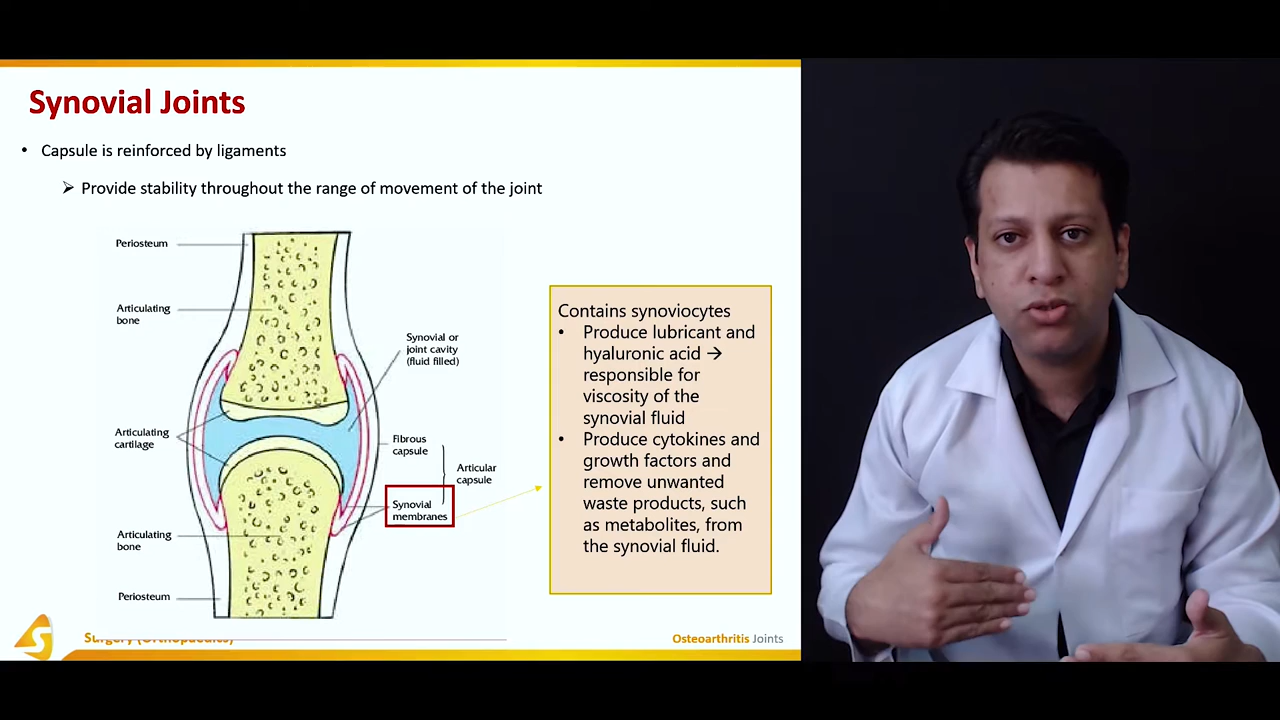 Synovial Joints
• Capsule is reinforced by ligaments
➢ Provide stability throughout the range of movement of the joint
Periosteum
Articulating
bone
Synovial or
joint cavity
(fluid filled)
Articulating
cartilage
Fibrous
capsule
Articular
capsule
Synovial
membranes
Articulating
bone
Periosteum
Contains synoviocytes
• Produce lubricant and
hyaluronic acid →
responsible for
viscosity of the
synovial fluid
• Produce cytokines and
growth factors and
remove unwanted
waste products, such
as metabolites, from
the synovial fluid.
Surgery (Orthopaedics)
Osteoarthritis Joints